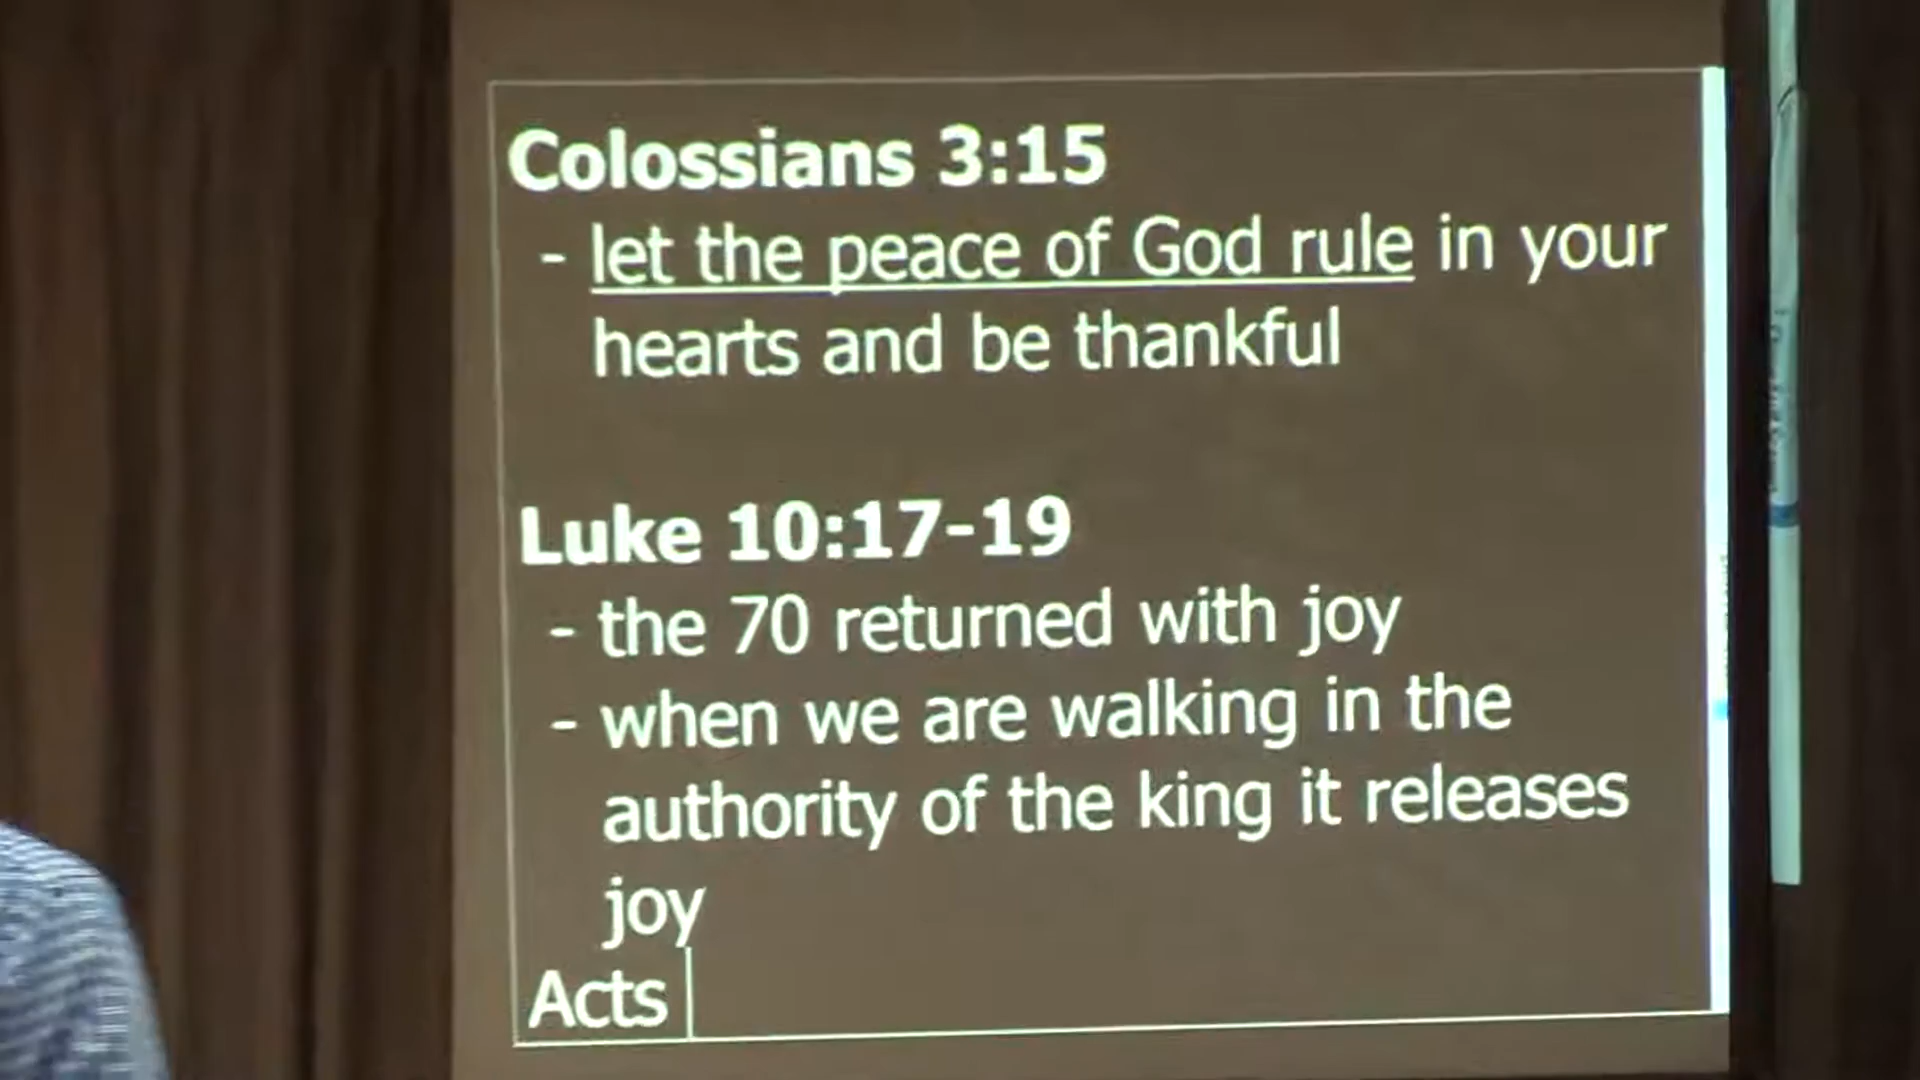 Colossians 3:15
- let the peace of God rule in your
hearts and be thankful
Luke 10:17-19
- the 70 returned with joy
- when we are walking in the
authority of the king it releases
joy
Acts